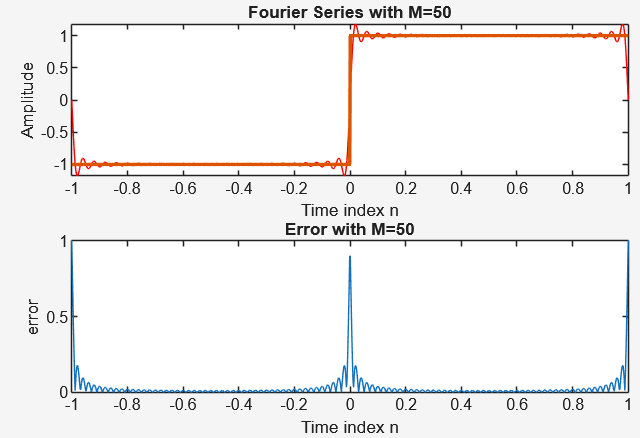 Fourier Series with M=50
Amplitude
1
0.5
0
-0.5
-1
-1 -0.8 -0.6 -0.4 -0.2 0 0.2 0.4 0.6 0.8 1
Time index n
Error with M=50
error
1
0.5
0
-1 -0.8 -0.6 -0.4 -0.2 0 0.2 0.4 0.6 0.8 1
Time index n